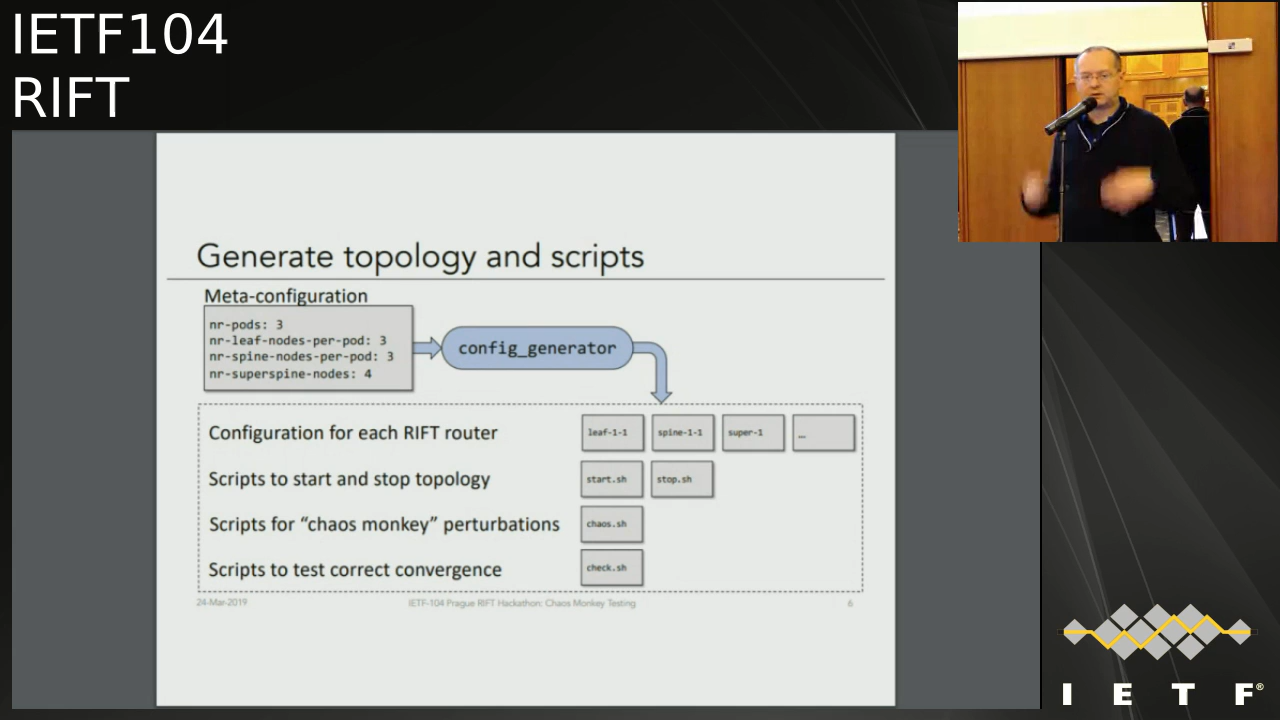 IETF104
RIFT
Generate topology and scripts
Meta-configuration
nr-pods: 3
nr-leaf-nodes-per-pod: 3
nr-spine-nodes-per-pod: 3
nr-superspine-nodes: 4
config_generator
Configuration for each RIFT router
leaf-1-1
spine-1-1
super-1
...
Scripts to start and stop topology
start.sh
stop.sh
Scripts for “chaos monkey” perturbations
chaos.sh
Scripts to test correct convergence
check.sh
24-Mar-2019
IETF-104 Prague RIFT Hackathon: Chaos Monkey Testing
6
I E T F®